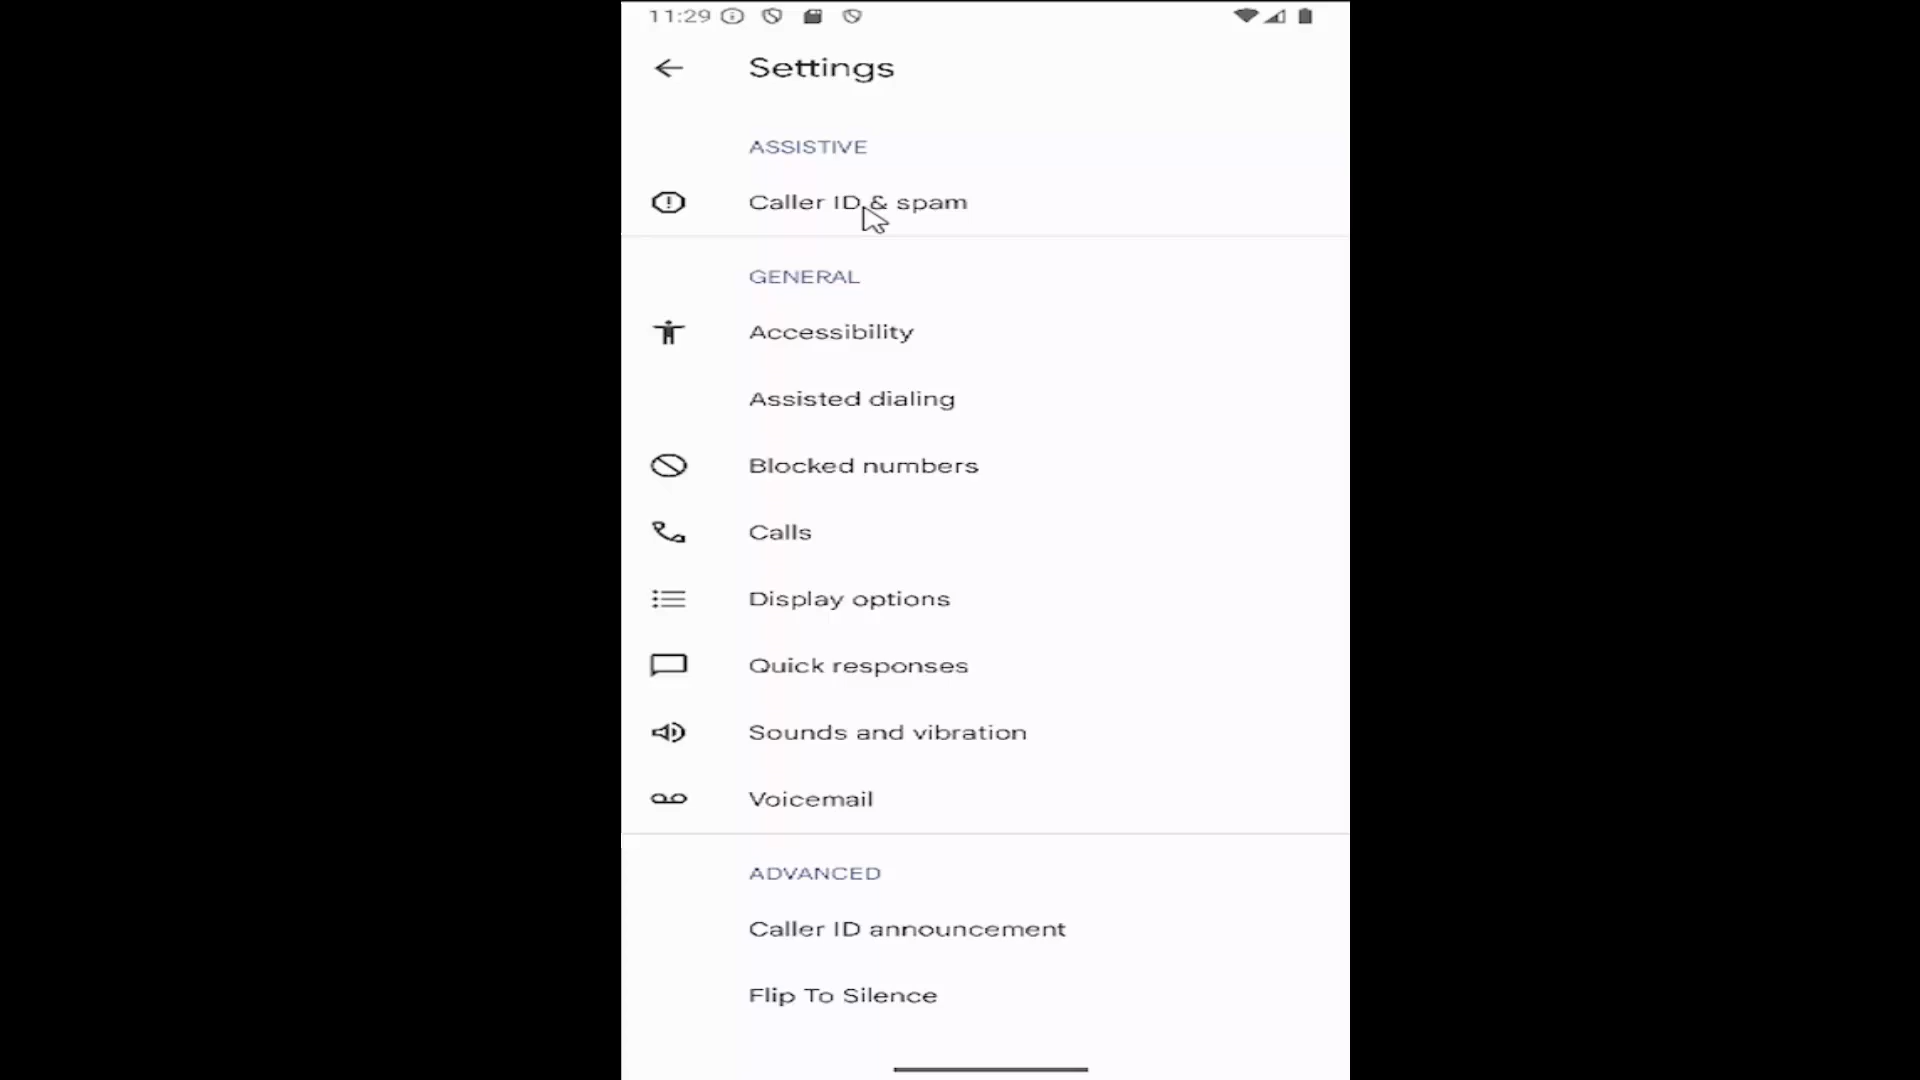 11:29
Settings
ASSISTIVE
Caller ID & spam
GENERAL
Accessibility
Assisted dialing
Blocked numbers
Calls
Display options
Quick responses
Sounds and vibration
Voicemail
ADVANCED
Caller ID announcement
Flip To Silence